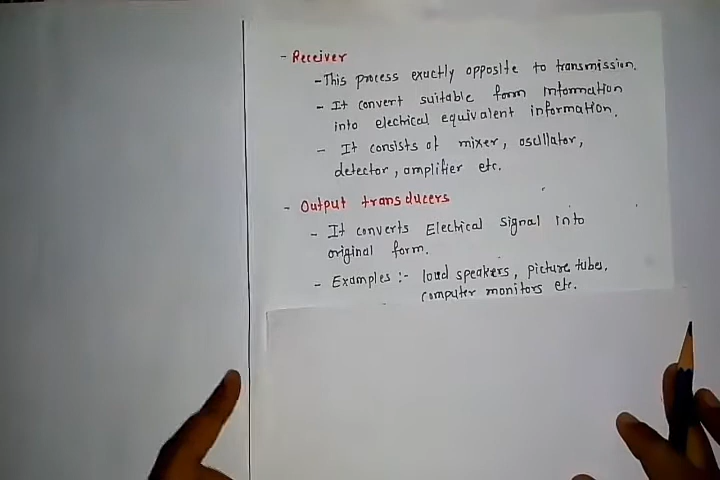 - Receiver
- This process exactly opposite to transmission.
- It convert suitable form information
into electrical equivalent information.
- It consists of mixer, oscillator,
detector, amplifier etc.
- Output transducers
- It converts Electrical signal into
original form.
- Examples :- loud speakers, picture tubes,
computer monitors etc.